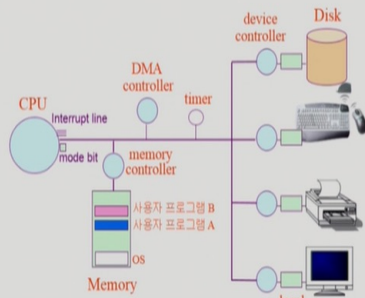 device
controller
Disk
DMA
controller
timer
CPU
Interrupt line
mode bit
memory
controller
사용자 프로그램 B
사용자 프로그램 A
OS
Memory